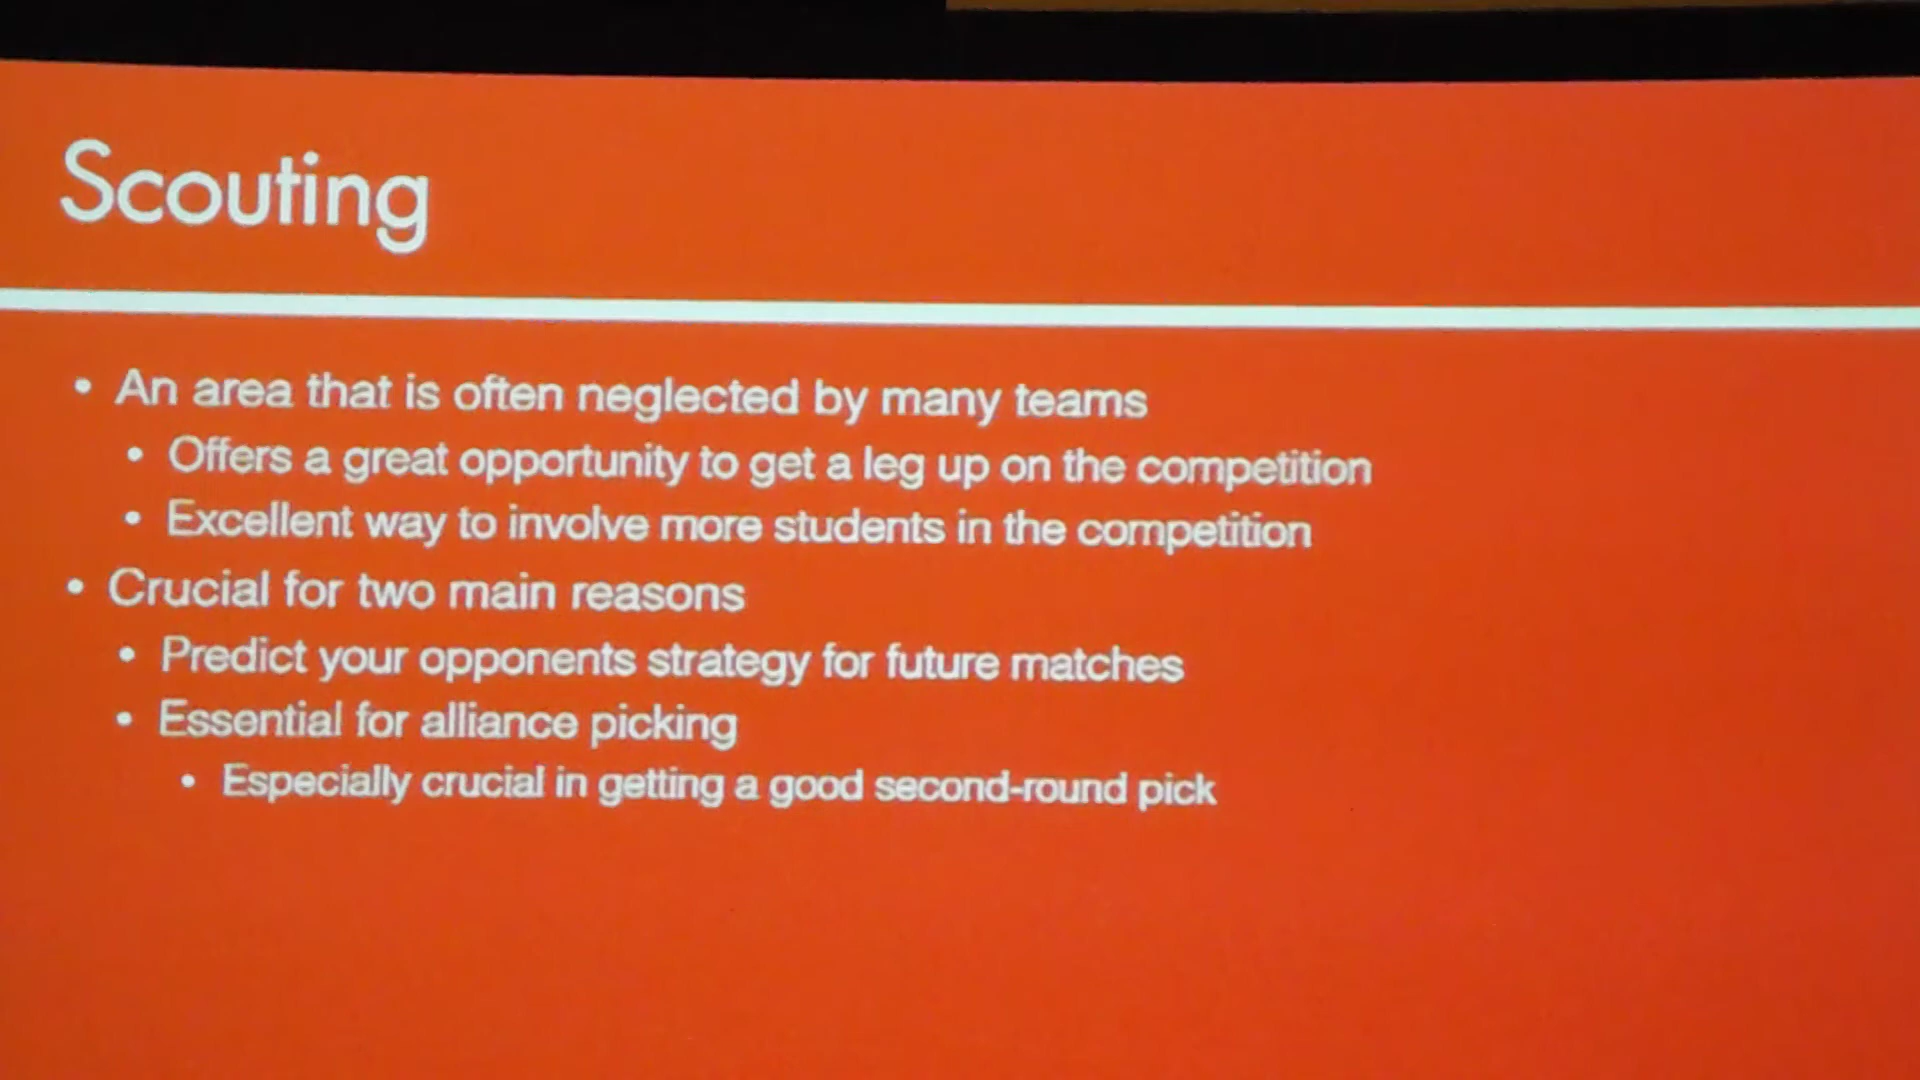 Scouting
• An area that is often neglected by many teams
• Offers a great opportunity to get a leg up on the competition
• Excellent way to involve more students in the competition
• Crucial for two main reasons
• Predict your opponents strategy for future matches
• Essential for alliance picking
• Especially crucial in getting a good second-round pick